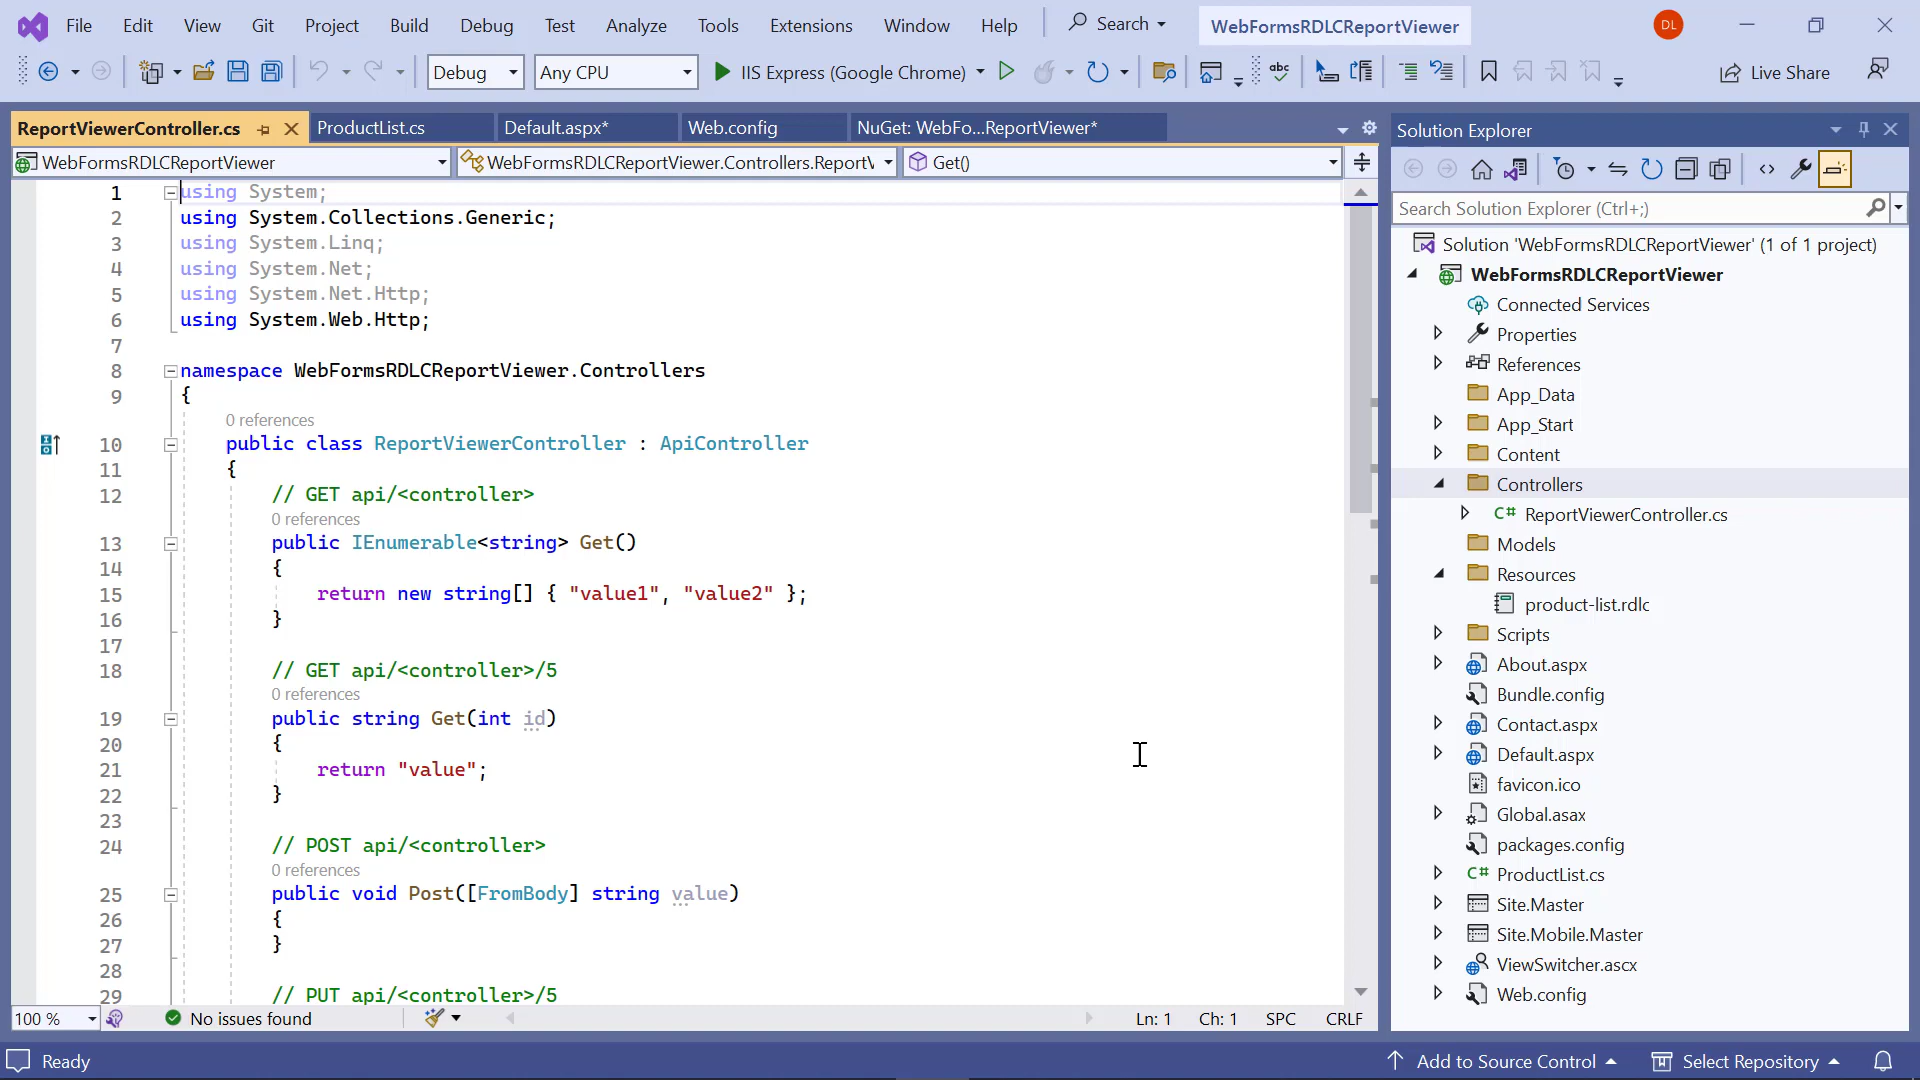 File Edit View Git Project Build Debug Test Analyze Tools Extensions Window Help Search WebFormsRDLCReportViewer DL
Debug Any CPU IIS Express (Google Chrome) abc Live Share
ReportViewerController.cs ProductList.cs Default.aspx* Web.config NuGet: WebFo...ReportViewer*
WebFormsRDLCReportViewer WebFormsRDLCReportViewer.Controllers.ReportV Get()
1 using System;
2 using System.Collections.Generic;
3 using System.Linq;
4 using System.Net;
5 using System.Net.Http;
6 using System.Web.Http;
7
8 namespace WebFormsRDLCReportViewer.Controllers
9 {
0 references
10 public class ReportViewerController : ApiController
11 {
12 // GET api/<controller>
0 references
13 public IEnumerable<string> Get()
14 {
15 return new string[] { "value1", "value2" };
16 }
17
18 // GET api/<controller>/5
0 references
19 public string Get(int id)
20 {
21 return "value";
22 }
23
24 // POST api/<controller>
0 references
25 public void Post([FromBody] string value)
26 {
27 }
28
29 // PUT api/<controller>/5
100 % No issues found Ln: 1 Ch: 1 SPC CRLF
Solution Explorer
Search Solution Explorer (Ctrl+;)
Solution 'WebFormsRDLCReportViewer' (1 of 1 project)
WebFormsRDLCReportViewer
Connected Services
Properties
References
App_Data
App_Start
Content
Controllers
C# ReportViewerController.cs
Models
Resources
product-list.rdlc
Scripts
About.aspx
Bundle.config
Contact.aspx
Default.aspx
favicon.ico
Global.asax
packages.config
C# ProductList.cs
Site.Master
Site.Mobile.Master
ViewSwitcher.ascx
Web.config
Ready Add to Source Control Select Repository